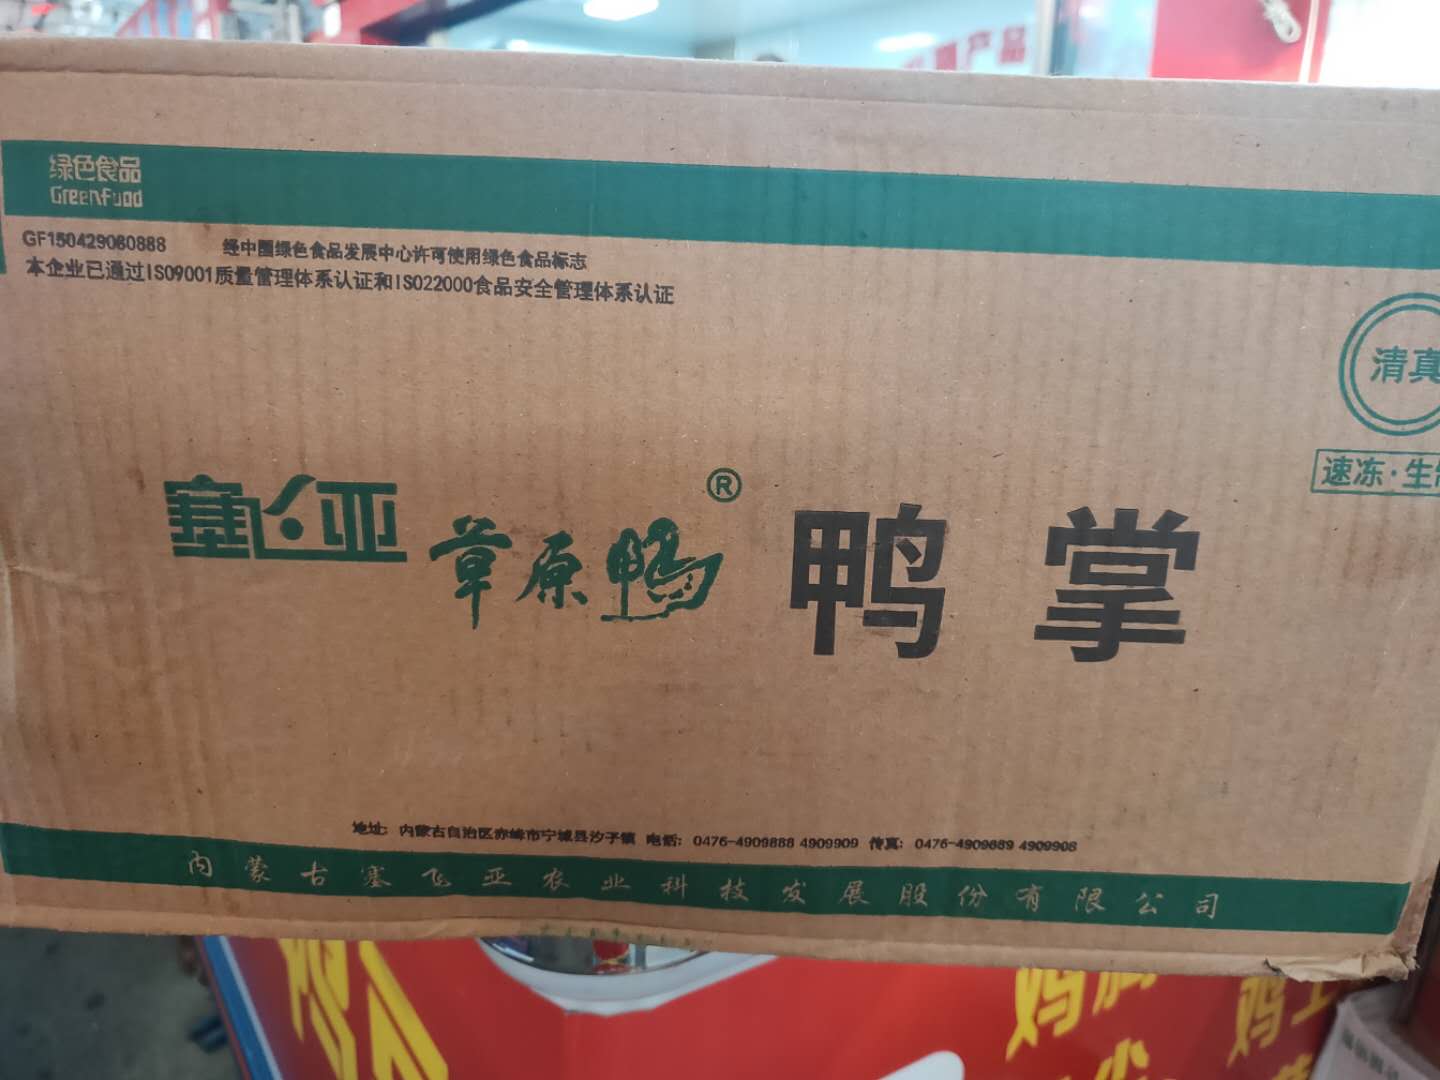 绿色食品
GreenFood
GF150429080888 经中国绿色食品发展中心许可使用绿色食品标志
本企业已通过ISO9001质量管理体系认证和ISO22000食品安全管理体系认证
清真
速冻·生制
塞飞亚 草原鸭® 鸭掌
地址: 内蒙古自治区赤峰市宁城县汐子镇 电话: 0476-4909888 4909909 传真: 0476-4909889 4909908
内蒙古塞飞亚农业科技发展股份有限公司